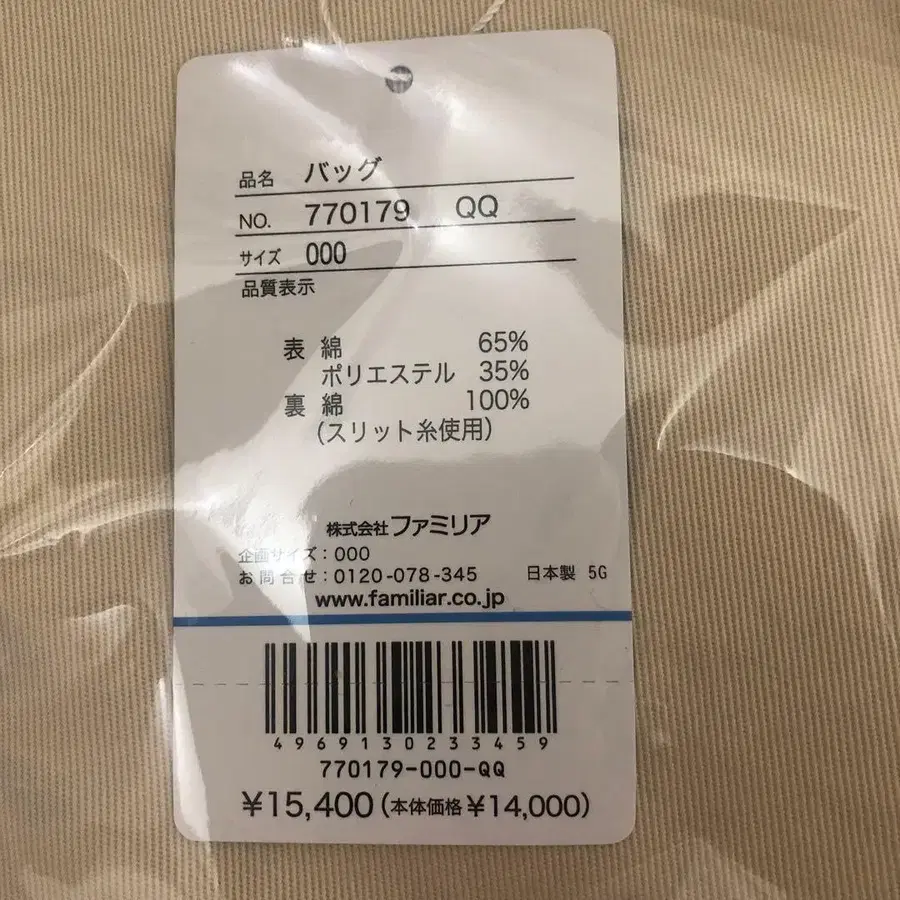 品名 バッグ
NO. 770179 QQ
サイズ 000
品質表示
表 綿 65%
ポリエステル 35%
裏 綿 100%
(スリット糸使用)
株式会社ファミリア
企画サイズ:000
お問合せ:0120-078-345 日本製 5G
www.familiar.co.jp
4969130233459
770179-000-QQ
¥15,400(本体価格¥14,000)